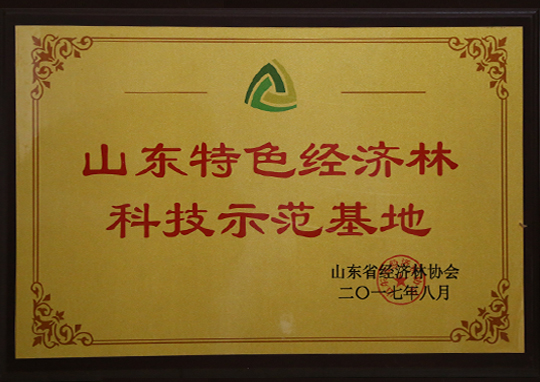 山东特色经济林
科技示范基地
山东省经济林协会
二〇一七年八月